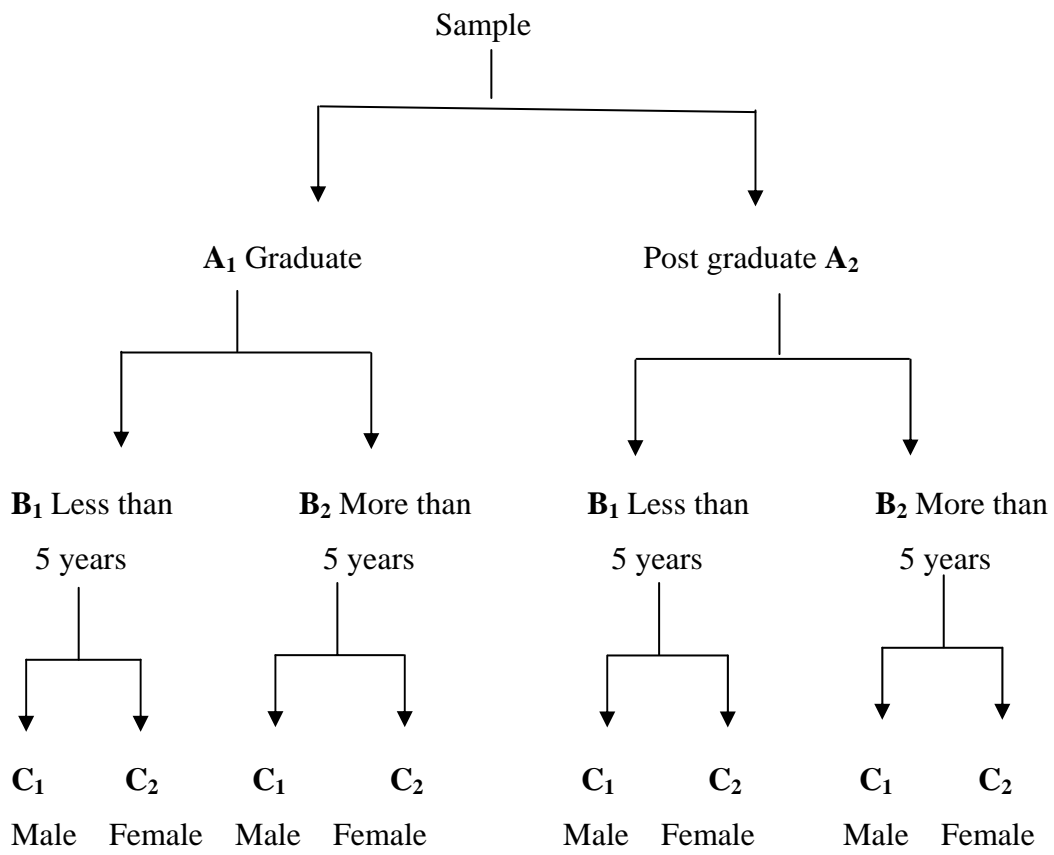 Sample
A₁ Graduate Post graduate A₂
B₁ Less than B₂ More than B₁ Less than B₂ More than
5 years 5 years 5 years 5 years
C₁ C₂ C₁ C₂ C₁ C₂ C₁ C₂
Male Female Male Female Male Female Male Female